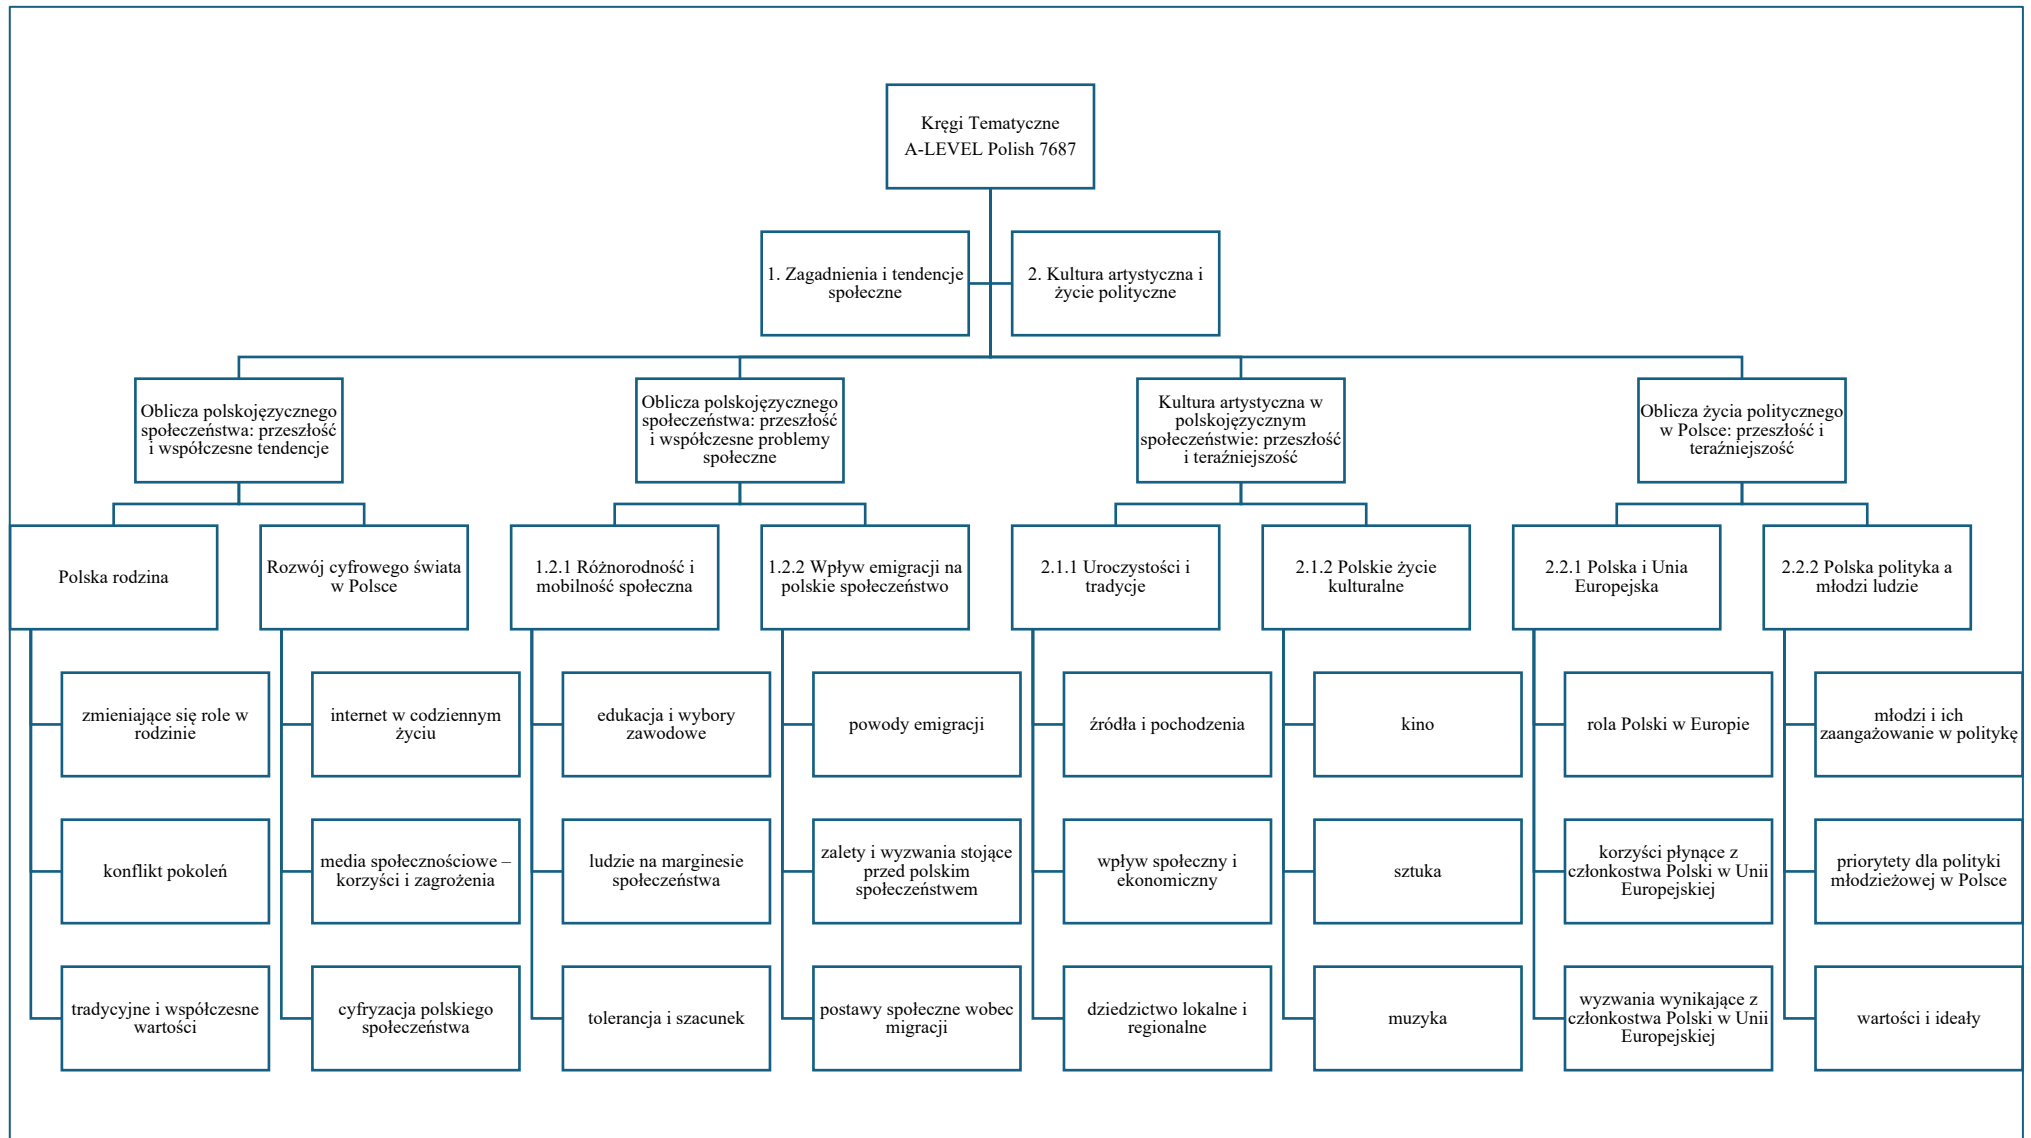 Kręgi Tematyczne
A-LEVEL Polish 7687
1. Zagadnienia i tendencje
społeczne
2. Kultura artystyczna i
życie polityczne
Oblicza polskojęzycznego
społeczeństwa: przeszłość
i współczesne tendencje
Oblicza polskojęzycznego
społeczeństwa: przeszłość
i współczesne problemy
społeczne
Kultura artystyczna w
polskojęzycznym
społeczeństwie: przeszłość
i teraźniejszość
Oblicza życia politycznego
w Polsce: przeszłość i
teraźniejszość
Polska rodzina
Rozwój cyfrowego świata
w Polsce
1.2.1 Różnorodność i
mobilność społeczna
1.2.2 Wpływ emigracji na
polskie społeczeństwo
2.1.1 Uroczystości i
tradycje
2.1.2 Polskie życie
kulturalne
2.2.1 Polska i Unia
Europejska
2.2.2 Polska polityka a
młodzi ludzie
zmieniające się role w
rodzinie
internet w codziennym
życiu
edukacja i wybory
zawodowe
powody emigracji
źródła i pochodzenia
kino
rola Polski w Europie
młodzi i ich
zaangażowanie w politykę
konflikt pokoleń
media społecznościowe –
korzyści i zagrożenia
ludzie na marginesie
społeczeństwa
zalety i wyzwania stojące
przed polskim
społeczeństwem
wpływ społeczny i
ekonomiczny
sztuka
korzyści płynące z
członkostwa Polski w Unii
Europejskiej
priorytety dla polityki
młodzieżowej w Polsce
tradycyjne i współczesne
wartości
cyfryzacja polskiego
społeczeństwa
tolerancja i szacunek
postawy społeczne wobec
migracji
dziedzictwo lokalne i
regionalne
muzyka
wyzwania wynikające z
członkostwa Polski w Unii
Europejskiej
wartości i ideały